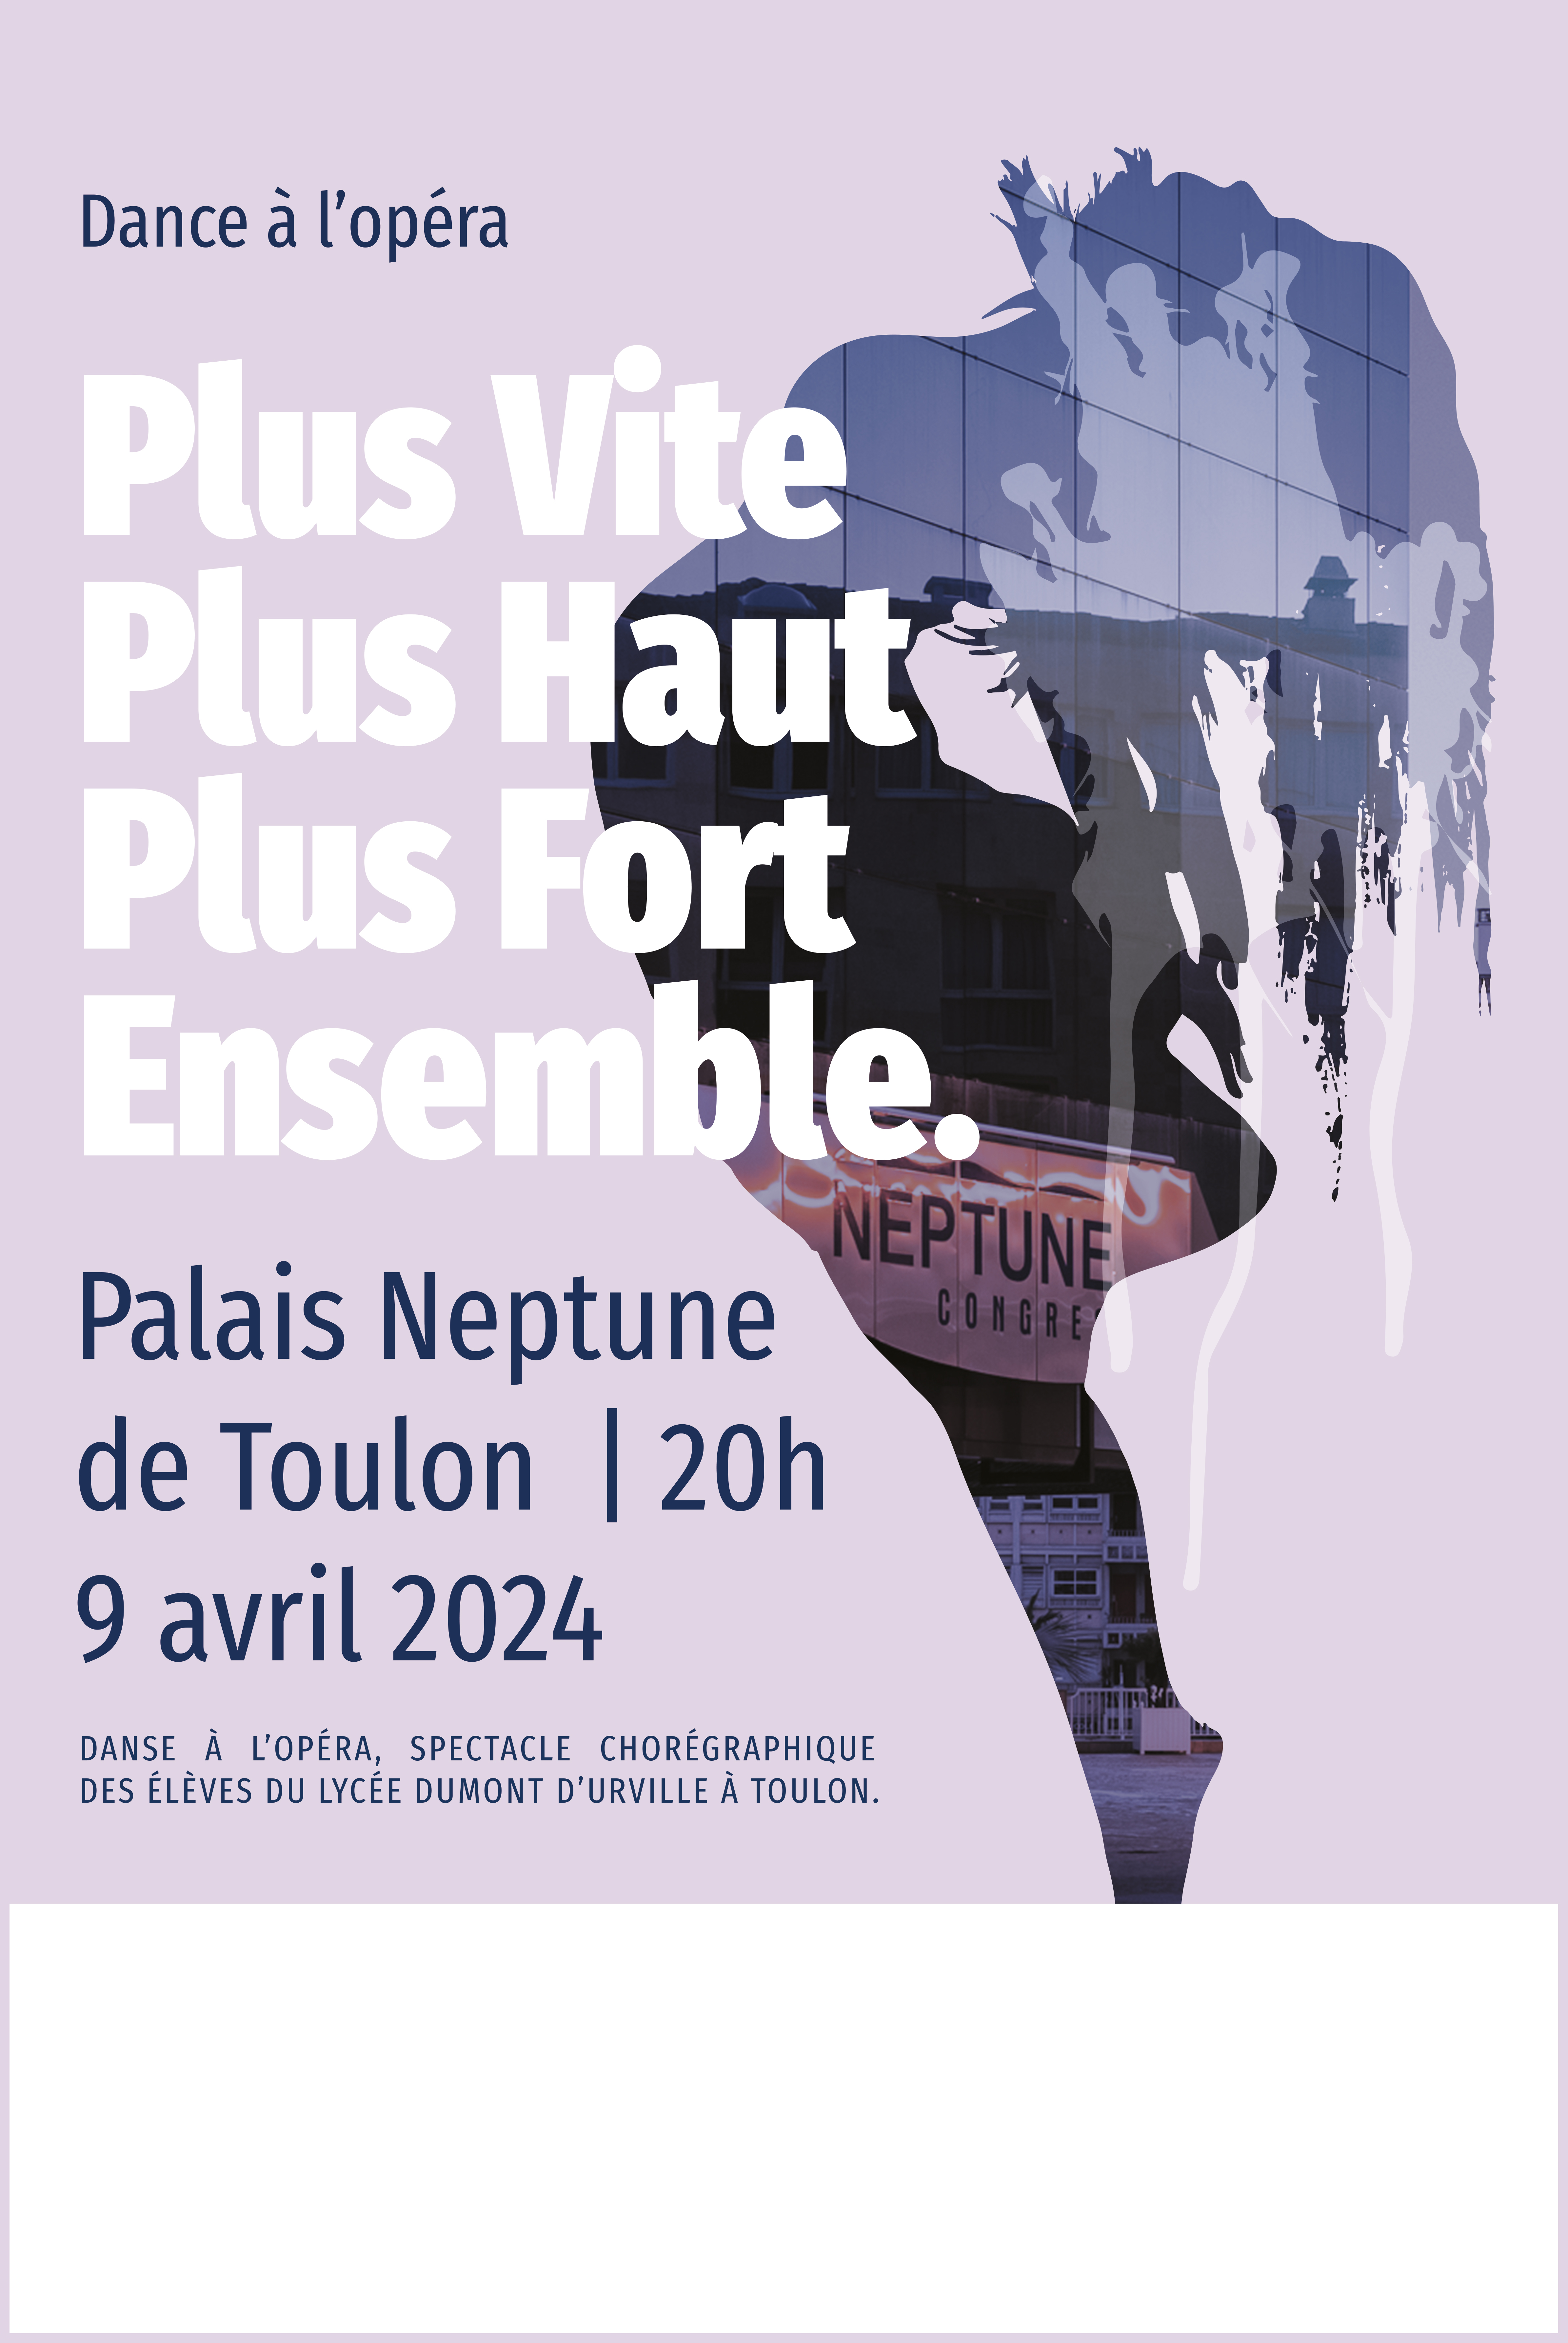 Dance à l’opéra
Plus Vite
Plus Haut
Plus Fort
Ensemble.
NEPTUNE
CONGRE
Palais Neptune
de Toulon | 20h
9 avril 2024
DANSE À L’OPÉRA, SPECTACLE CHORÉGRAPHIQUE
DES ÉLÈVES DU LYCÉE DUMONT D’URVILLE À TOULON.